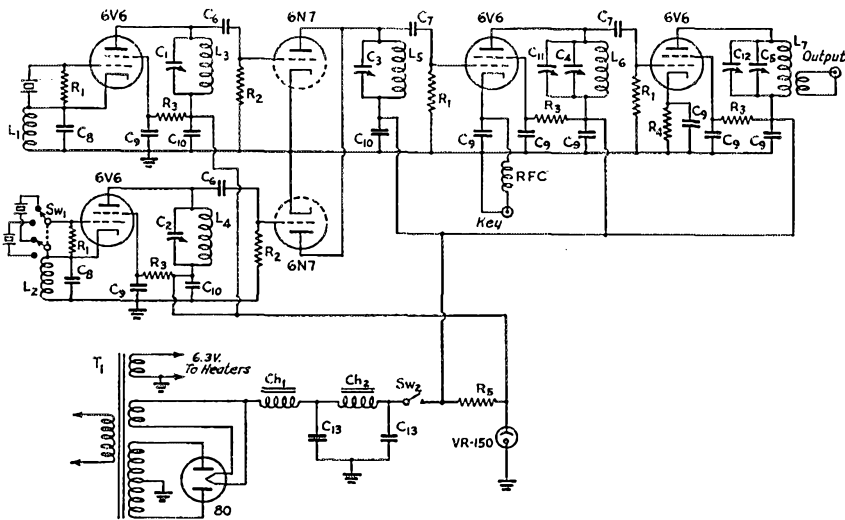 6V6
C6
6N7
C7
6V6
C7
6V6
C1
L3
C3
L5
C11
C4
L6
C12
C5
L7
Output
R1
R2
R1
R1
L1
C8
R3
C9
C10
C10
C9
R3
C9
C9
R4
C9
R3
C9
C9
RFC
Key
6V6
C6
Sw1
R1
C2
L4
R2
6N7
L2
C8
R3
C9
C10
T1
6.3V.
To Heaters
Ch1
Ch2
Sw2
R5
C13
C13
VR-150
80